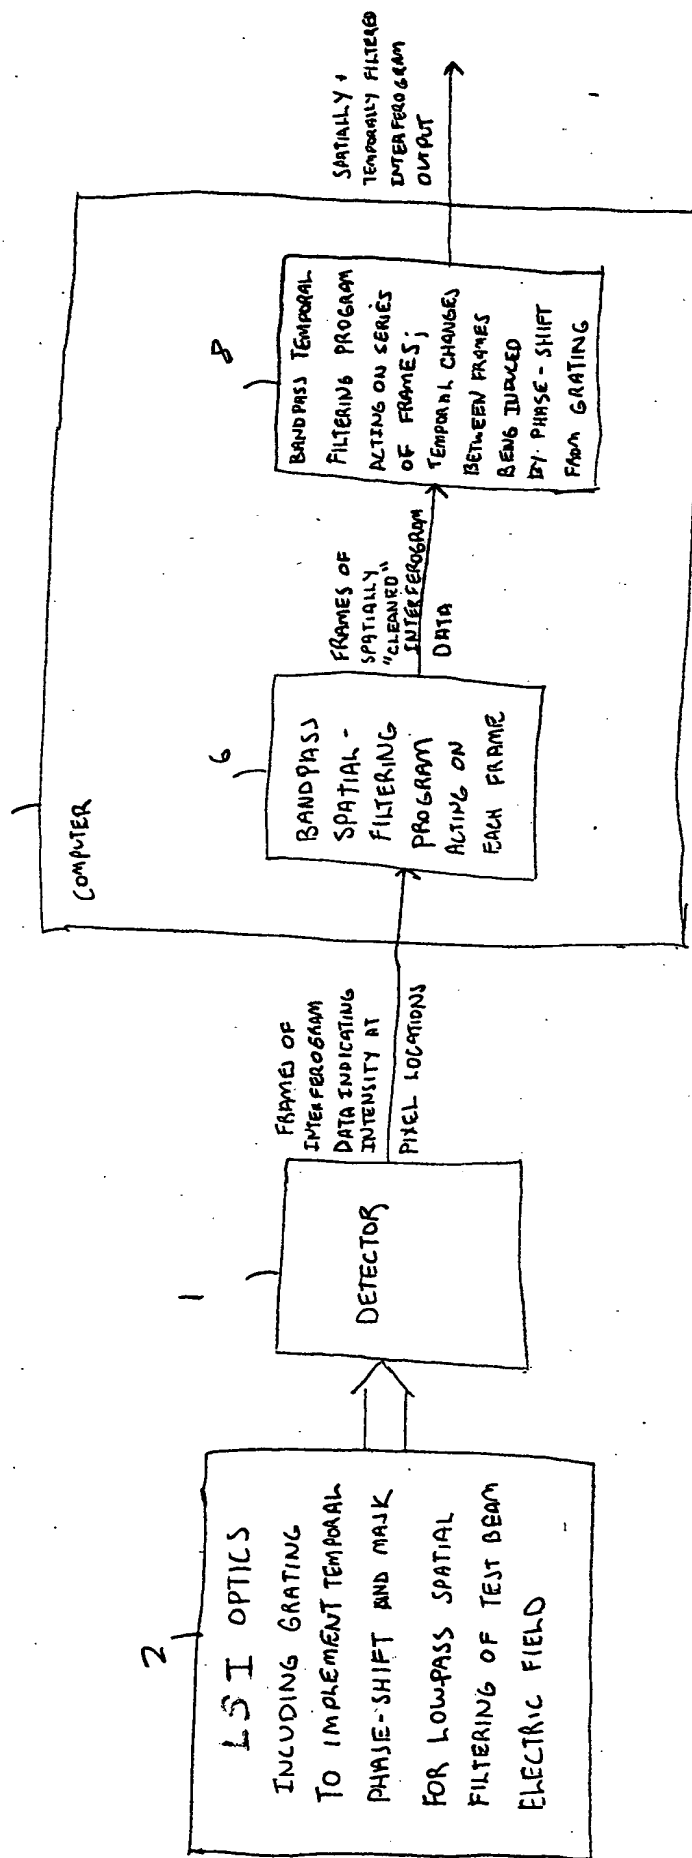 2
LSI OPTICS
INCLUDING GRATING
TO IMPLEMENT TEMPORAL
PHASE-SHIFT AND MASK
FOR LOWPASS SPATIAL
FILTERING OF TEST BEAM
ELECTRIC FIELD
1
DETECTOR
FRAMES OF
INTERFEROGRAM
DATA INDICATING
INTENSITY AT
PIXEL LOCATIONS
COMPUTER
6
BANDPASS
SPATIAL-
FILTERING
PROGRAM
ACTING ON
EACH FRAME
FRAMES OF
SPATIALLY
"CLEANED"
INTERFEROGRAM
DATA
8
BANDPASS TEMPORAL
FILTERING PROGRAM
ACTING ON SERIES
OF FRAMES;
TEMPORAL CHANGES
BETWEEN FRAMES
BEING INDUCED
BY PHASE-SHIFT
FROM GRATING
SPATIALLY +
TEMPORALLY FILTERED
INTERFEROGRAM
OUTPUT